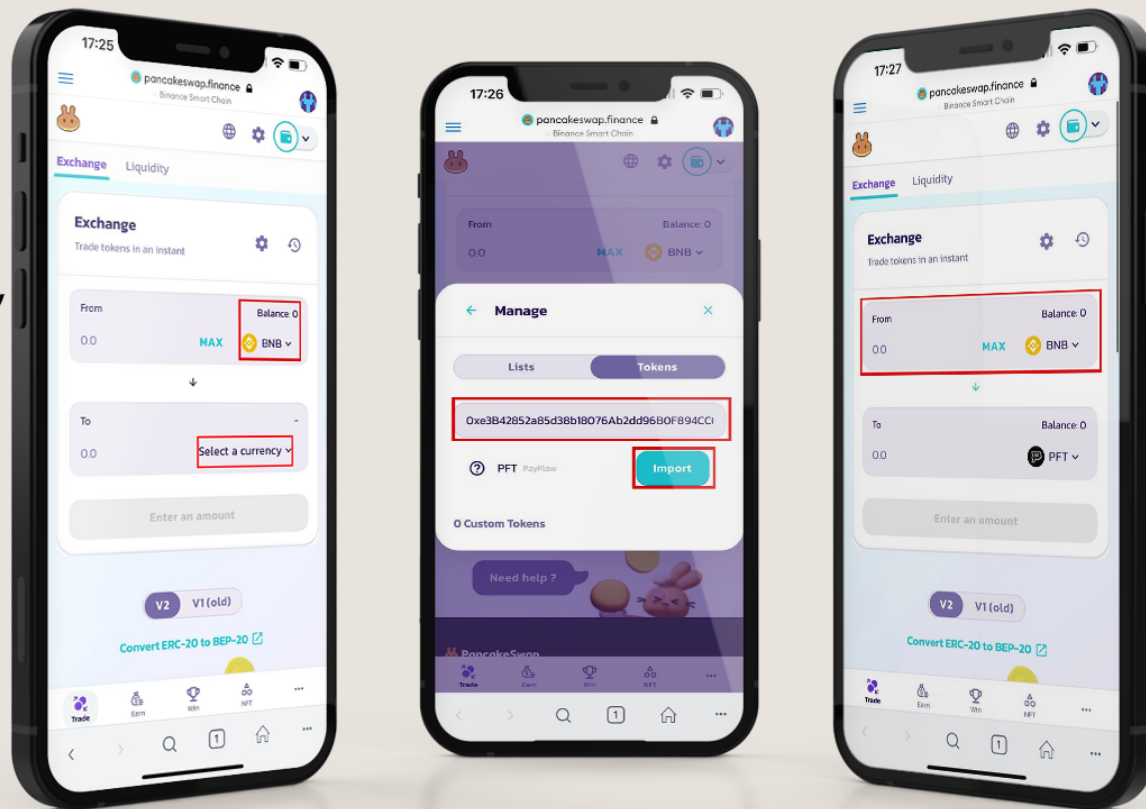 17:25
pancakeswap.finance
Binance Smart Chain
Exchange Liquidity
Exchange
Trade tokens in an instant
From Balance: 0
0.0 MAX BNB
To -
0.0 Select a currency
Enter an amount
V2 V1 (old)
Convert ERC-20 to BEP-20
Trade Earn Win NFT
1
17:26
pancakeswap.finance
Binance Smart Chain
From Balance: 0
0.0 MAX BNB
Manage
Lists Tokens
PFT PayFlow Import
0 Custom Tokens
Need help ?
PancakeSwap
Trade Earn Win NFT
1
17:27
pancakeswap.finance
Binance Smart Chain
Exchange Liquidity
Exchange
Trade tokens in an instant
From Balance: 0
0.0 MAX BNB
To Balance: 0
0.0 PFT
Enter an amount
V2 V1 (old)
Convert ERC-20 to BEP-20
Trade Earn Win NFT
1